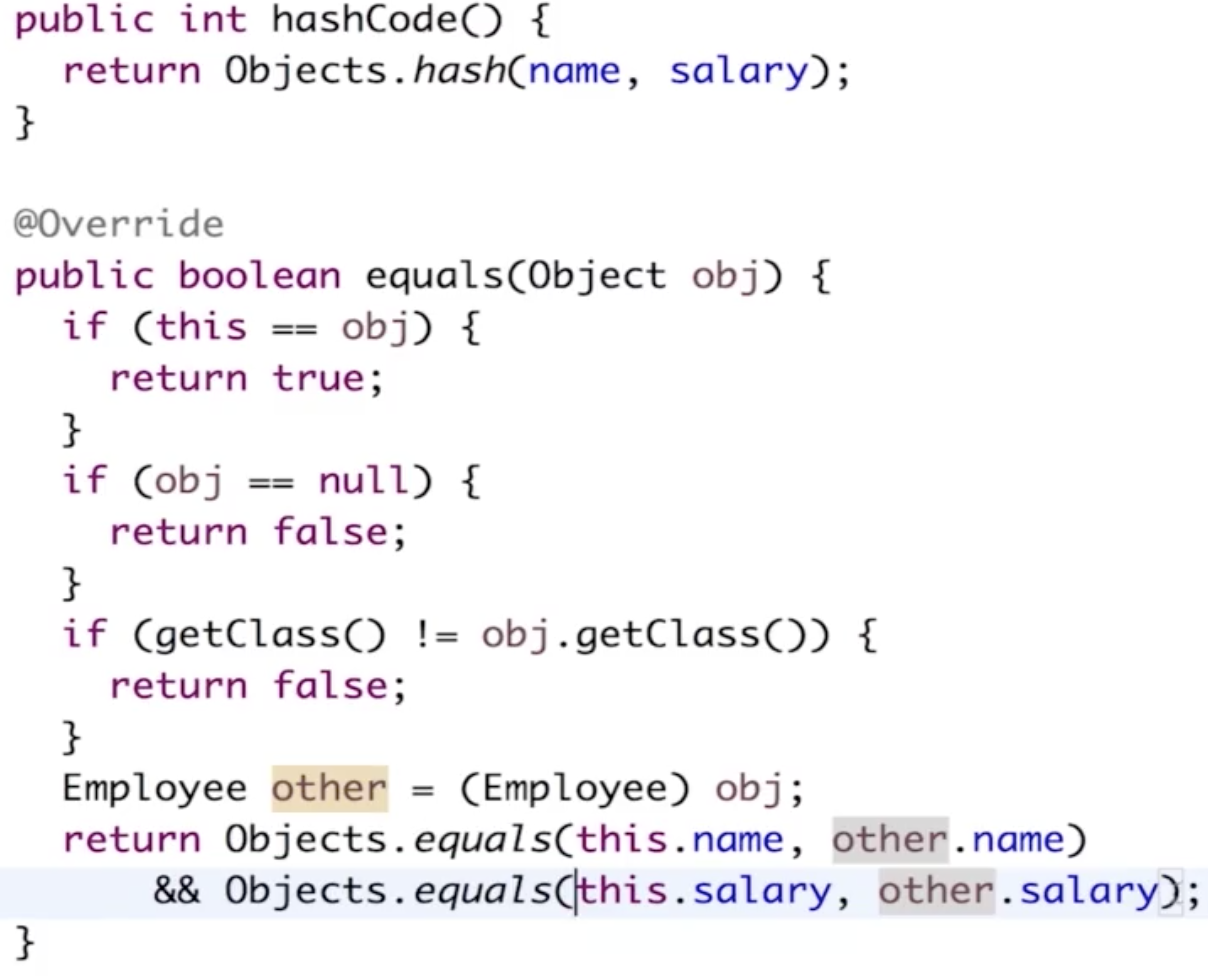 public int hashCode() {
return Objects.hash(name, salary);
}
@Override
public boolean equals(Object obj) {
if (this == obj) {
return true;
}
if (obj == null) {
return false;
}
if (getClass() != obj.getClass()) {
return false;
}
Employee other = (Employee) obj;
return Objects.equals(this.name, other.name)
&& Objects.equals(this.salary, other.salary);
}